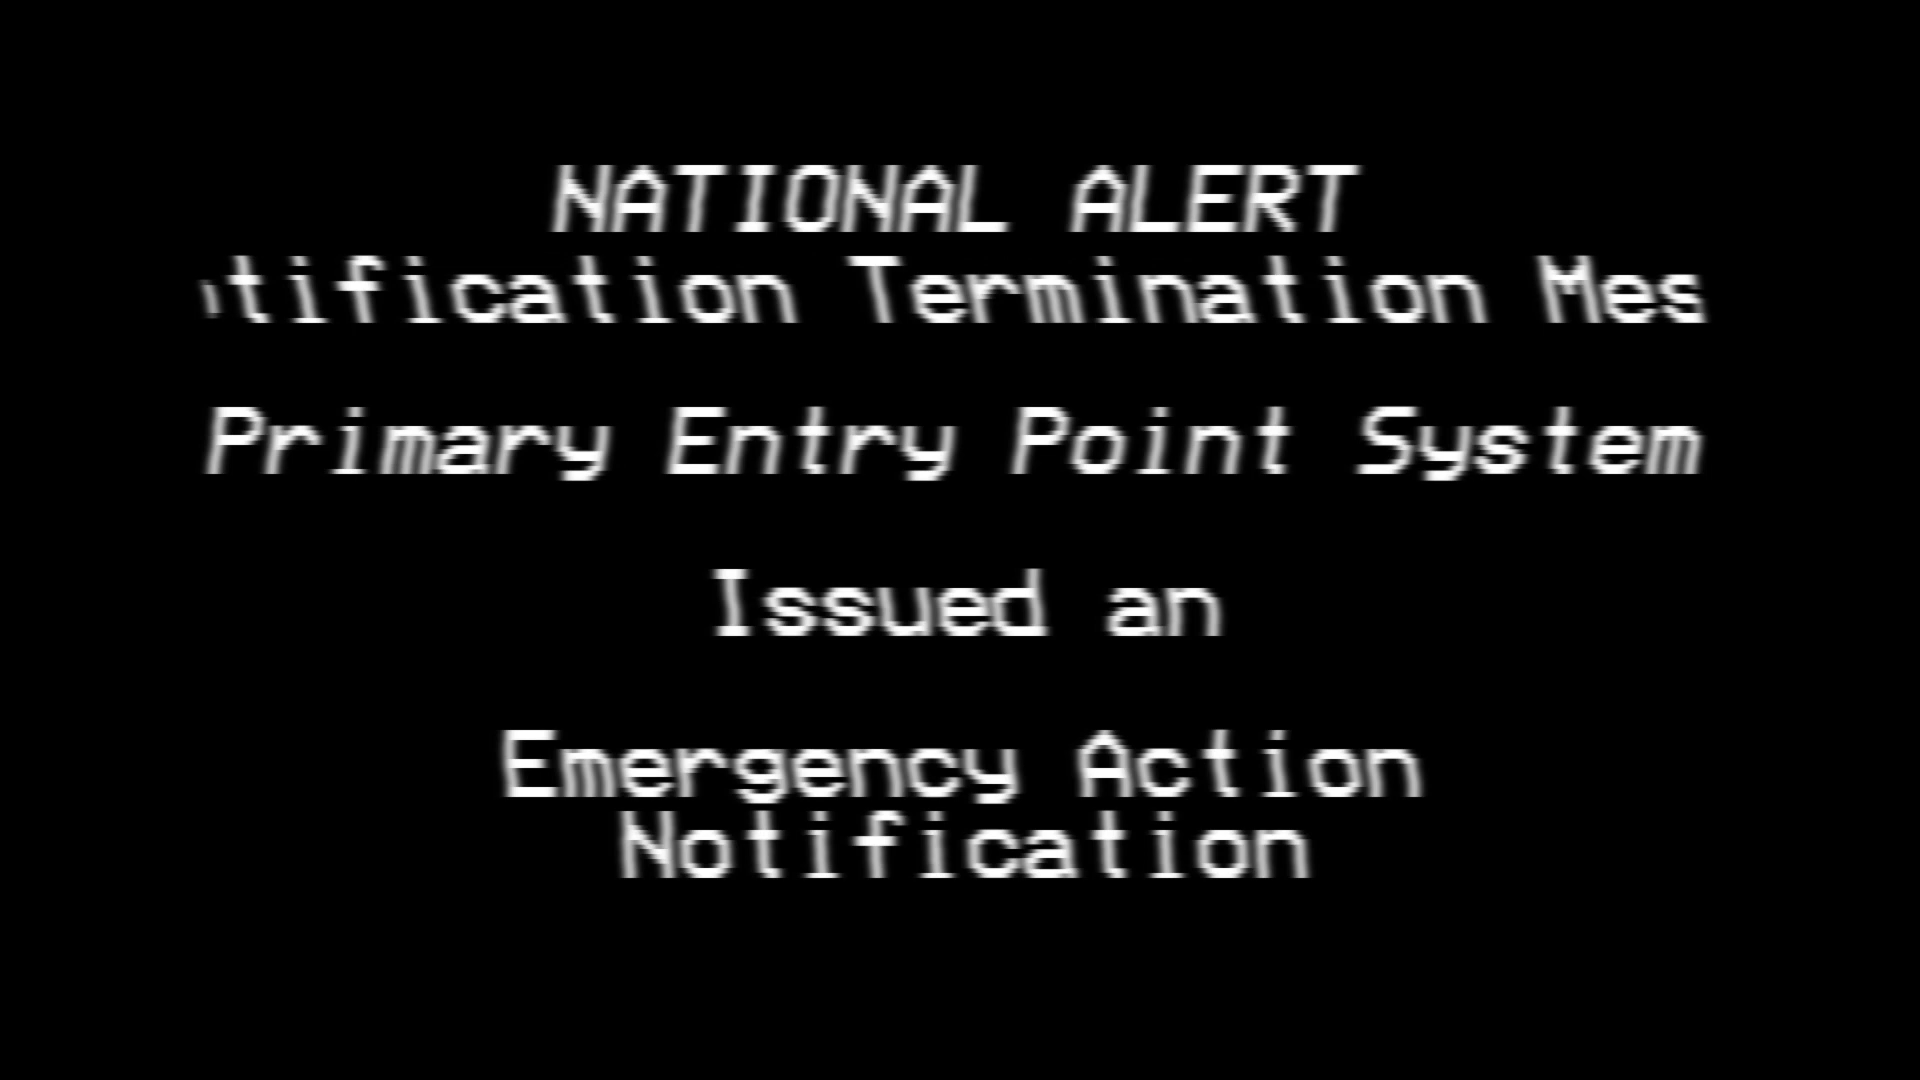 NATIONAL ALERT
tification Termination Mes
Primary Entry Point System
Issued an
Emergency Action
Notification